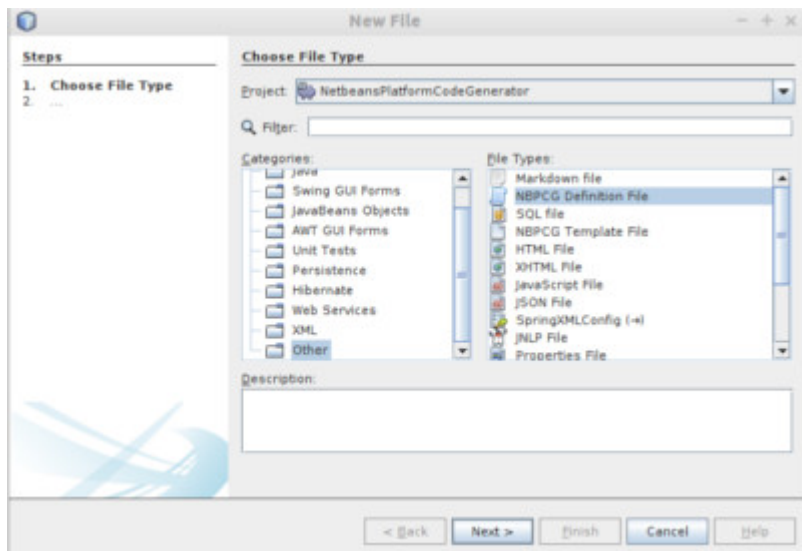 New File
Steps
1. Choose File Type
2. ...
Choose File Type
Project: NetbeansPlatformCodeGenerator
Filter:
Categories:
Java
Swing GUI Forms
JavaBeans Objects
AWT GUI Forms
Unit Tests
Persistence
Hibernate
Web Services
XML
Other
File Types:
Markdown file
NBPCG Definition File
SQL file
NBPCG Template File
HTML File
XHTML File
JavaScript File
JSON File
SpringXMLConfig (→)
JNLP File
Properties File
Description:
< Back
Next >
Finish
Cancel
Help